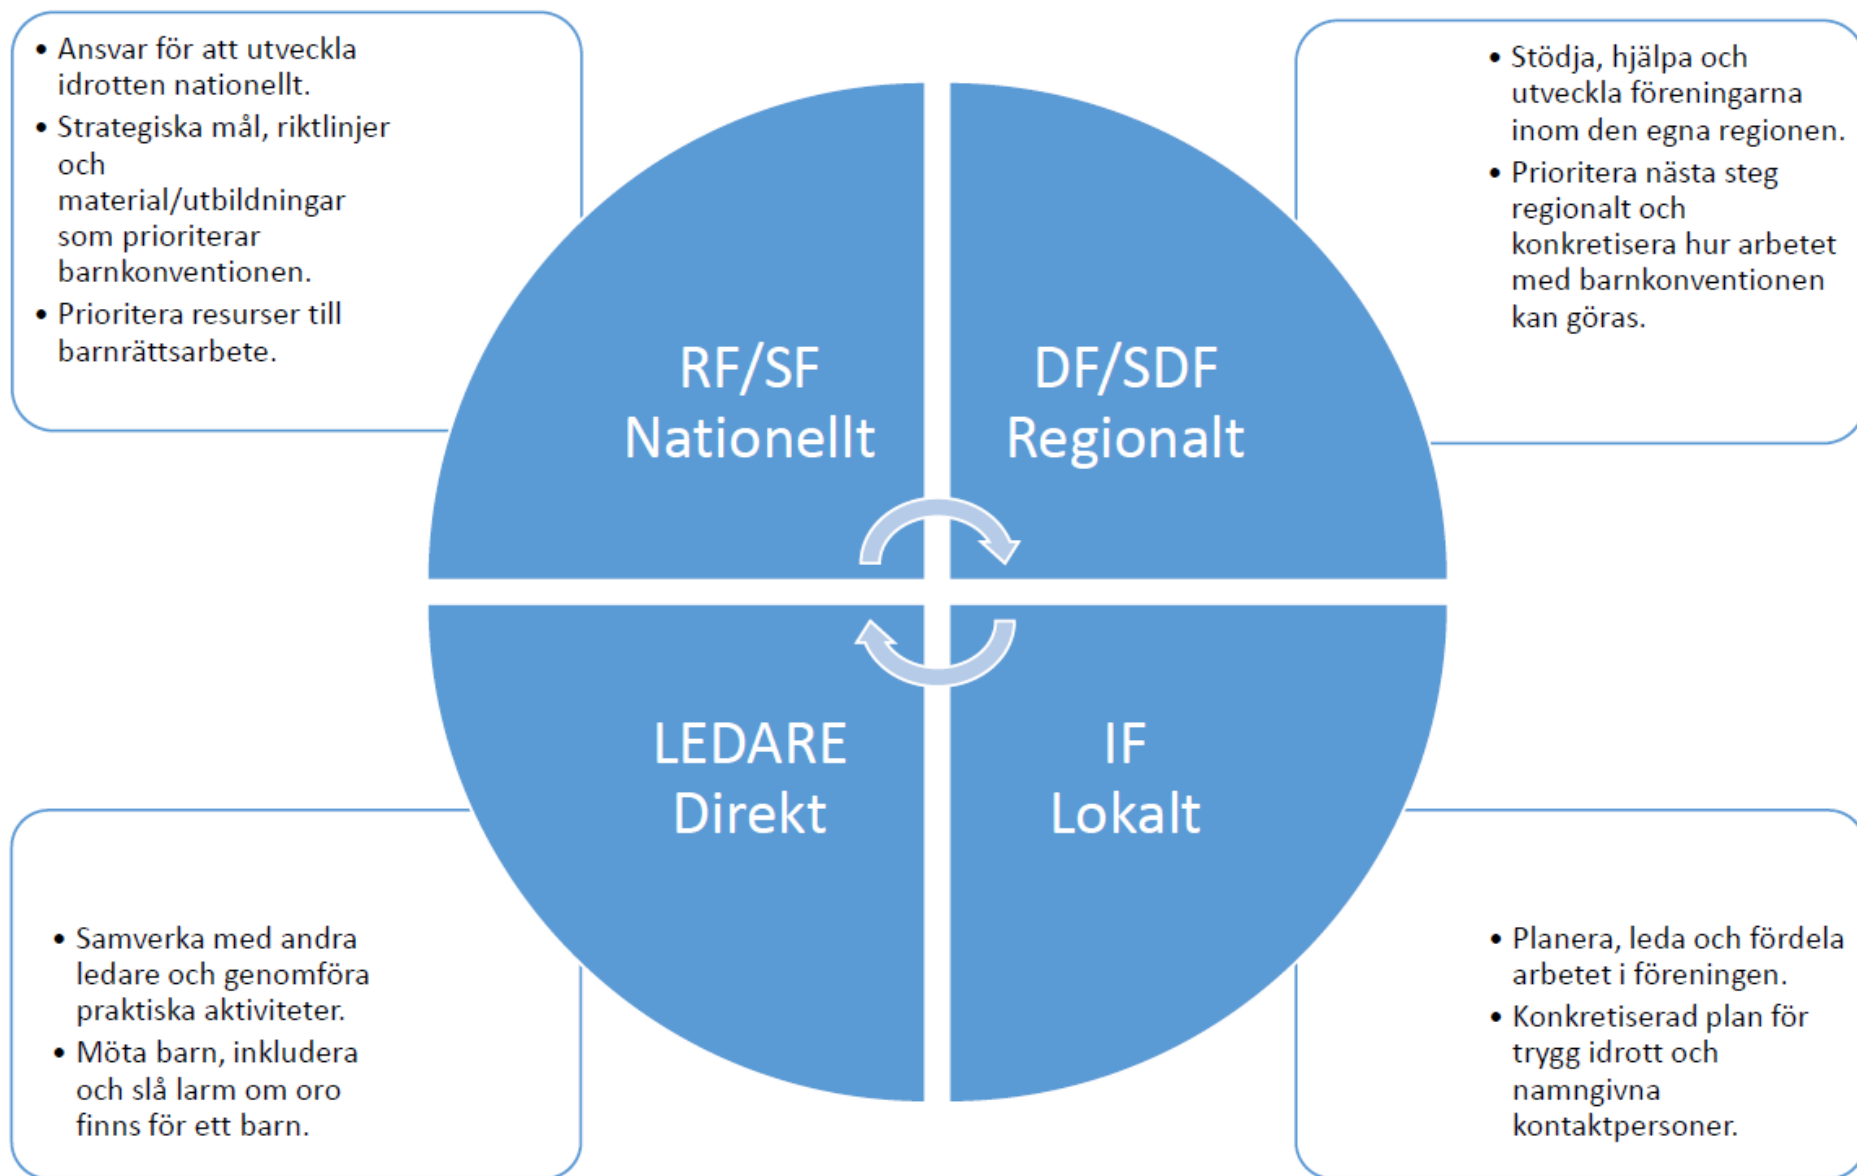 • Ansvar för att utveckla
idrotten nationellt.
• Strategiska mål, riktlinjer
och
material/utbildningar
som prioriterar
barnkonventionen.
• Prioritera resurser till
barnrättsarbete.
• Stödja, hjälpa och
utveckla föreningarna
inom den egna regionen.
• Prioritera nästa steg
regionalt och
konkretisera hur arbetet
med barnkonventionen
kan göras.
RF/SF
Nationellt
DF/SDF
Regionalt
LEDARE
Direkt
IF
Lokalt
• Samverka med andra
ledare och genomföra
praktiska aktiviteter.
• Möta barn, inkludera
och slå larm om oro
finns för ett barn.
• Planera, leda och fördela
arbetet i föreningen.
• Konkretiserad plan för
trygg idrott och
namngivna
kontaktpersoner.